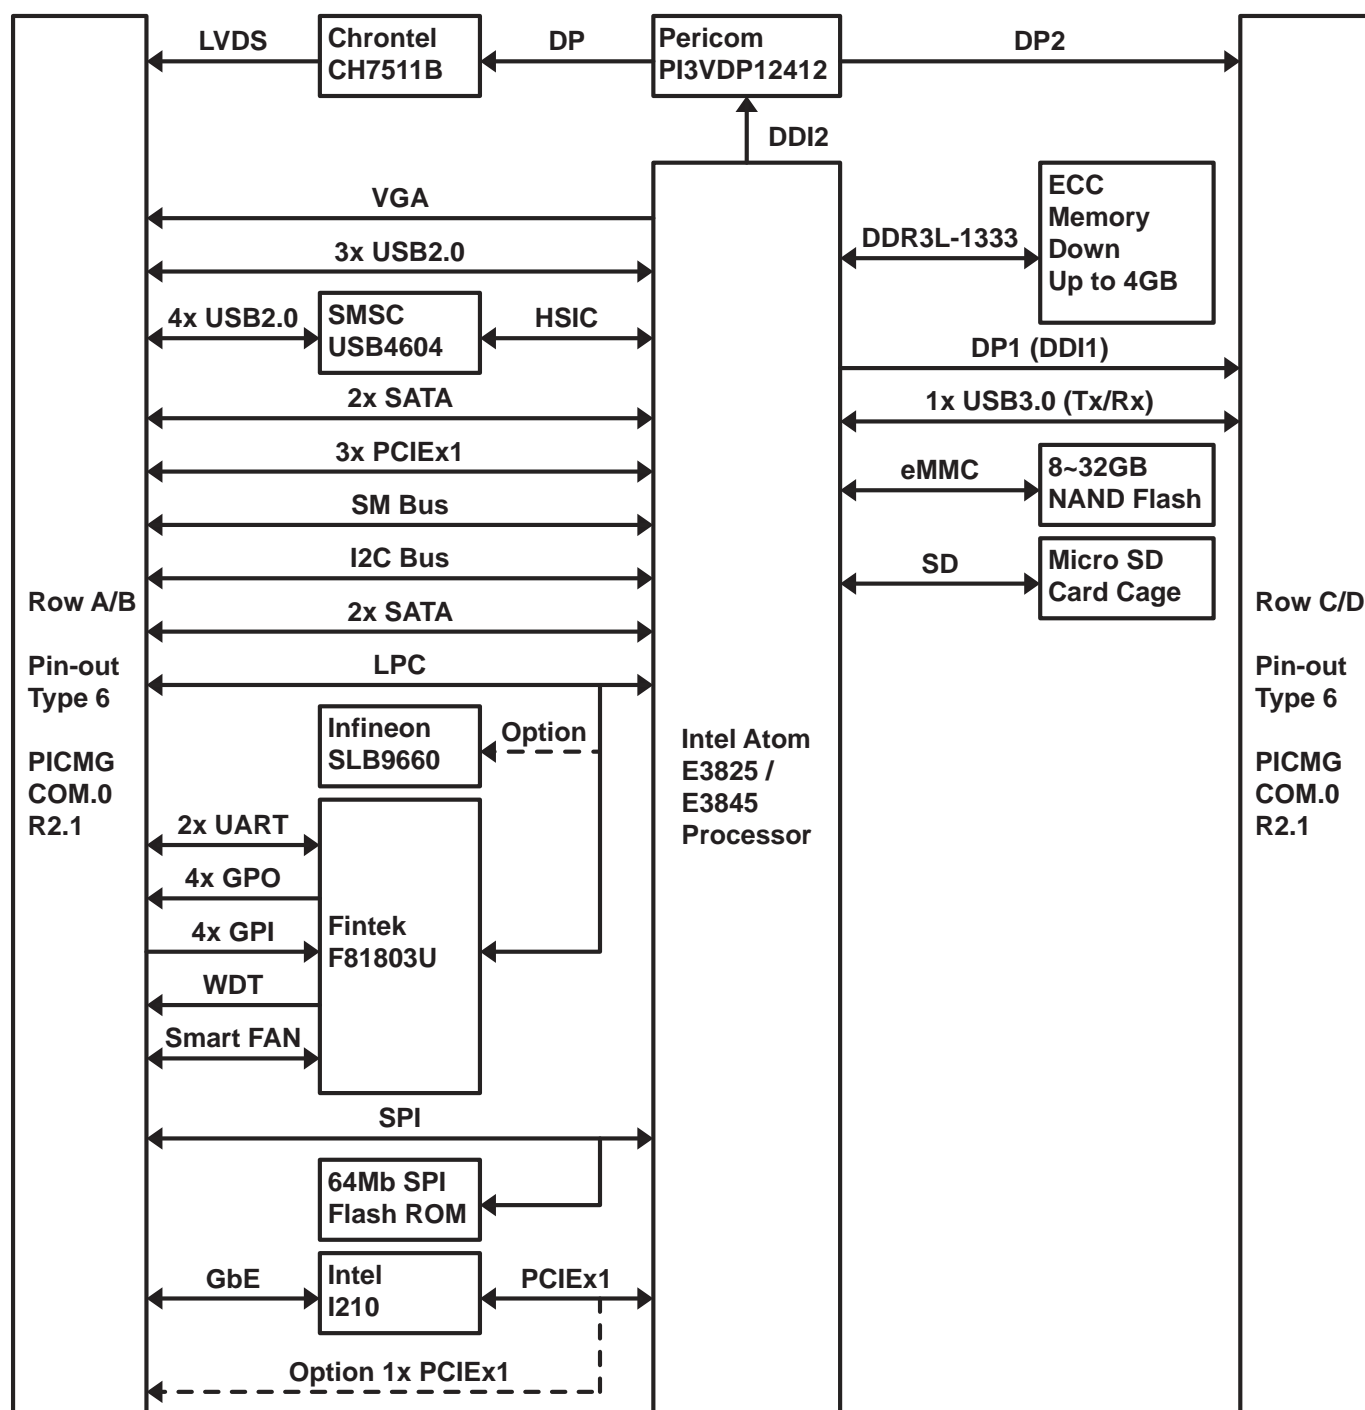 LVDS
Chrontel
CH7511B
DP
Pericom
PI3VDP12412
DP2
DDI2
VGA
ECC
Memory
Down
Up to 4GB
DDR3L-1333
3x USB2.0
4x USB2.0
SMSC
USB4604
HSIC
DP1 (DDI1)
2x SATA
1x USB3.0 (Tx/Rx)
3x PCIEx1
eMMC
8~32GB
NAND Flash
SM Bus
I2C Bus
SD
Micro SD
Card Cage
2x SATA
LPC
Row A/B
Pin-out
Type 6
PICMG
COM.0
R2.1
Infineon
SLB9660
Option
Intel Atom
E3825 /
E3845
Processor
Row C/D
Pin-out
Type 6
PICMG
COM.0
R2.1
2x UART
4x GPO
4x GPI
WDT
Smart FAN
Fintek
F81803U
SPI
64Mb SPI
Flash ROM
GbE
Intel
I210
PCIEx1
Option 1x PCIEx1